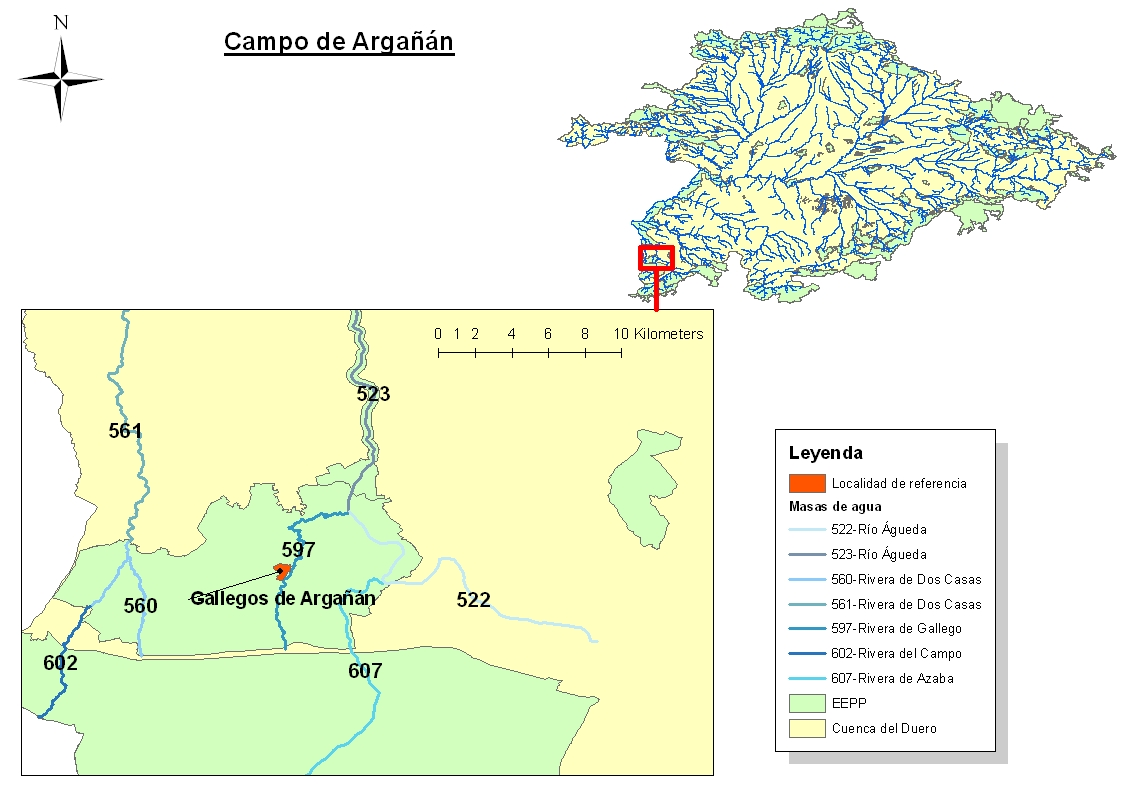 N
Campo de Argañán
0 1 2 4 6 8 10 Kilometers
523
561
597
Gallegos de Argañán
560
522
602
607
Leyenda
Localidad de referencia
Masas de agua
522-Río Águeda
523-Río Águeda
560-Rivera de Dos Casas
561-Rivera de Dos Casas
597-Rivera de Gallego
602-Rivera del Campo
607-Rivera de Azaba
EEPP
Cuenca del Duero